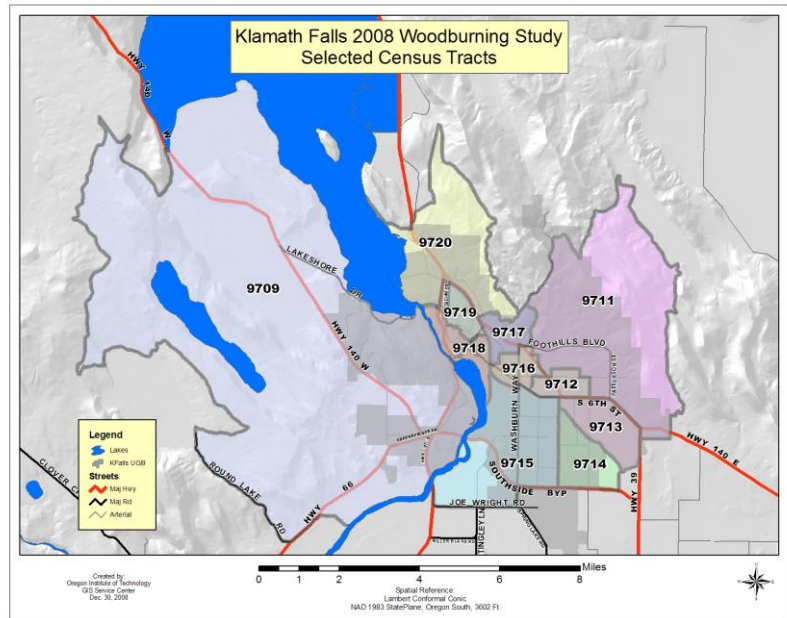 Klamath Falls 2008 Woodburning Study
Selected Census Tracts
HWY 140 W
9720
LAKESHORE DR
9709
9711
9719
9717
FOOTHILLS BLVD
9718
9716
HWY 140 W
9712
WASHBURN WAY
S 6TH ST
9713
HWY 140 E
9715
9714
SOUTHSIDE BYP
HWY 39
HWY 66
ROUND LAKE RD
JOE WRIGHT RD
TINGLEY LN
Legend
Lakes
KFalls UGB
Streets
Maj Hwy
Maj Rd
Arterial
0 1 2 4 6 8 Miles
Created by:
Oregon Institute of Technology
GIS Service Center
Dec. 30, 2008
Spatial Reference:
Lambert Conformal Conic
NAD 1983 StatePlane, Oregon South, 3602 Ft